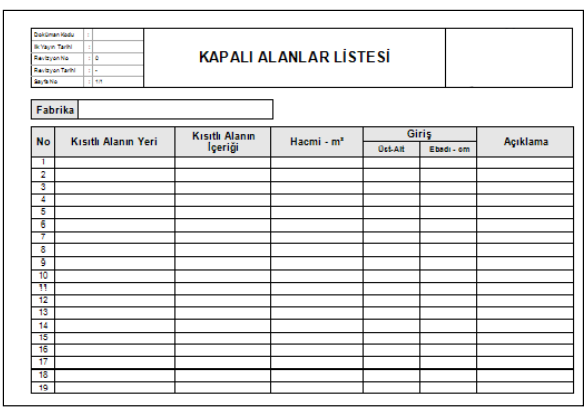 Doküman Kodu :
İlk Yayın Tarihi :
Revizyon No : 0
Revizyon Tarihi : -
Sayfa No : 1/1
KAPALI ALANLAR LİSTESİ
Fabrika
No Kısıtlı Alanın Yeri Kısıtlı Alanın İçeriği Hacmi - m³ Giriş Açıklama
Üst-Alt Ebadı - cm
1
2
3
4
5
6
7
8
9
10
11
12
13
14
15
16
17
18
19